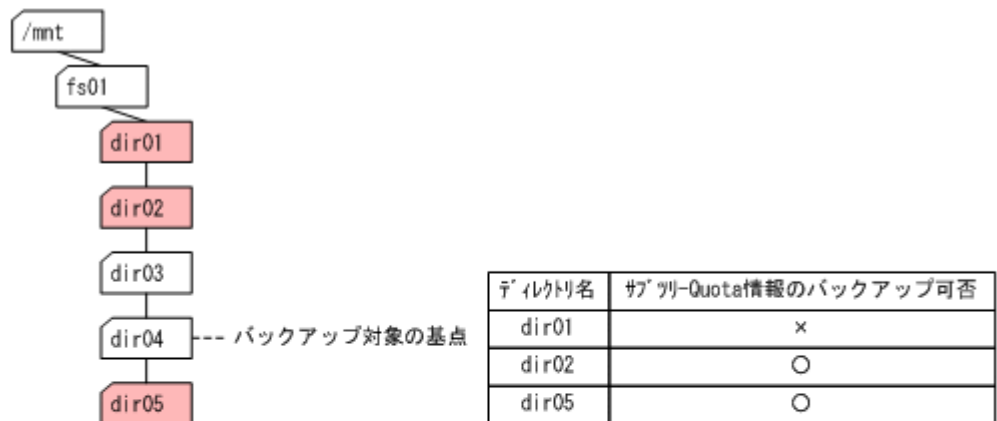 /mnt
fs01
dir01
dir02
dir03
dir04 --- バックアップ対象の基点
dir05
ﾃﾞｨﾚｸﾄﾘ名 ｻﾌﾞﾂﾘｰQuota情報のバックアップ可否
dir01 ×
dir02 〇
dir05 〇